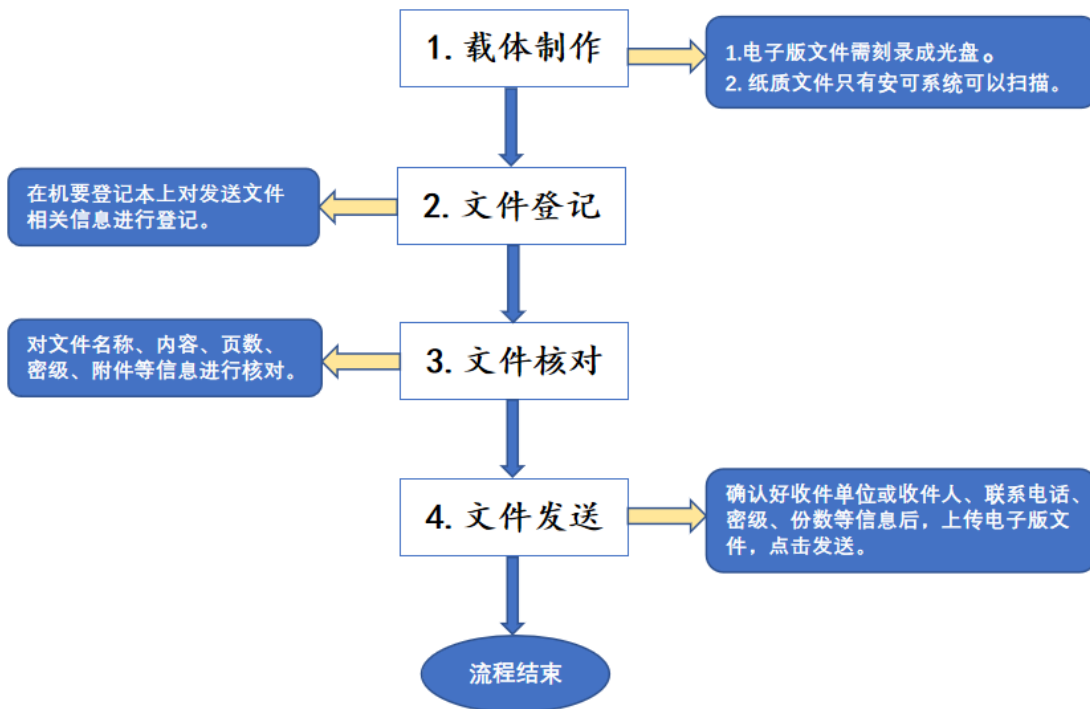 1. 载体制作
1.电子版文件需刻录成光盘。
2. 纸质文件只有安可系统可以扫描。
2. 文件登记
在机要登记本上对发送文件
相关信息进行登记。
3. 文件核对
对文件名称、内容、页数、
密级、附件等信息进行核对。
4. 文件发送
确认好收件单位或收件人、联系电话、
密级、份数等信息后，上传电子版文
件，点击发送。
流程结束